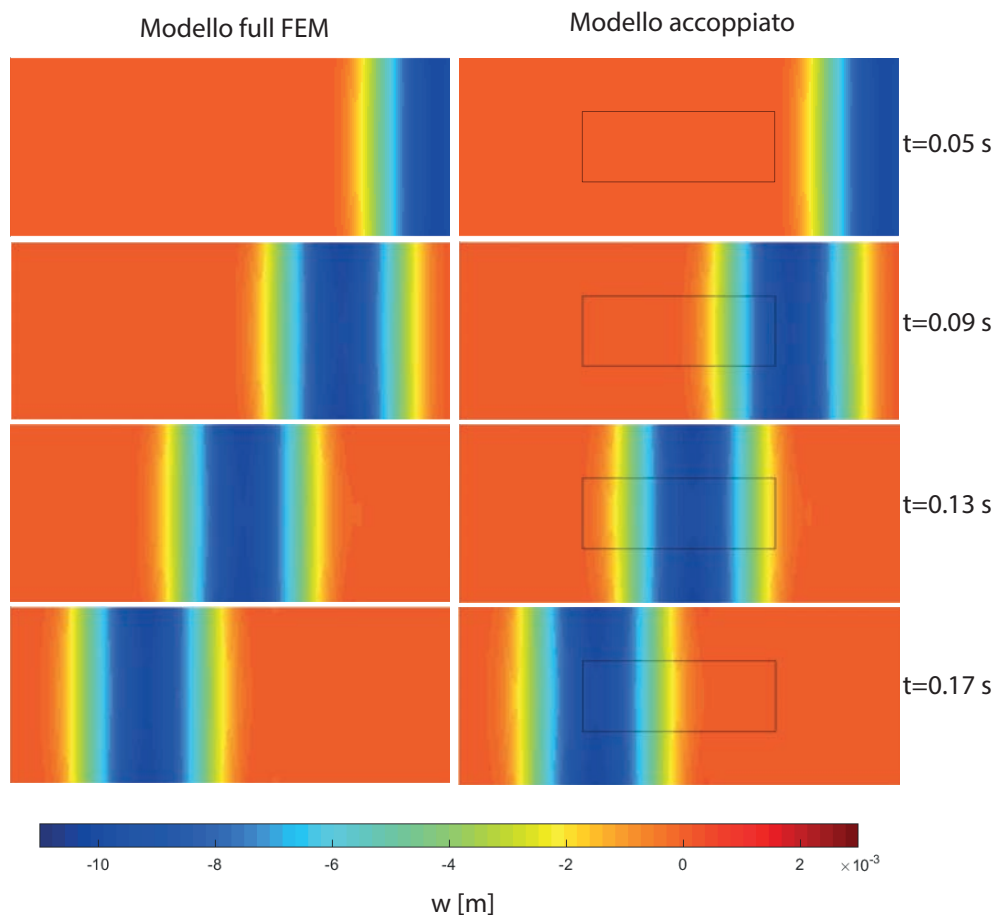 Modello full FEM
Modello accoppiato
t=0.05 s
t=0.09 s
t=0.13 s
t=0.17 s
-10 -8 -6 -4 -2 0 2 ×10⁻³
w [m]